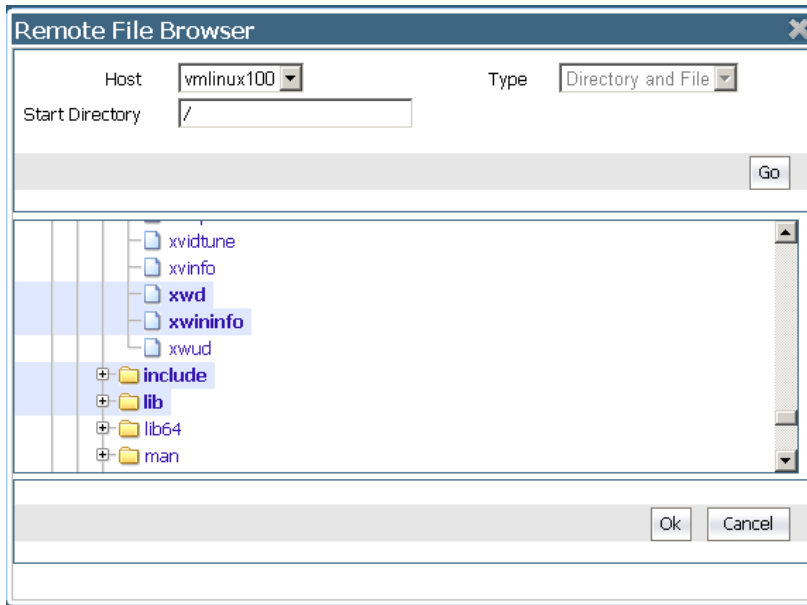 Remote File Browser
Host vmlinux100 Type Directory and File
Start Directory /
Go
xvidtune
xvinfo
xwd
xwininfo
xwud
include
lib
lib64
man
Ok Cancel